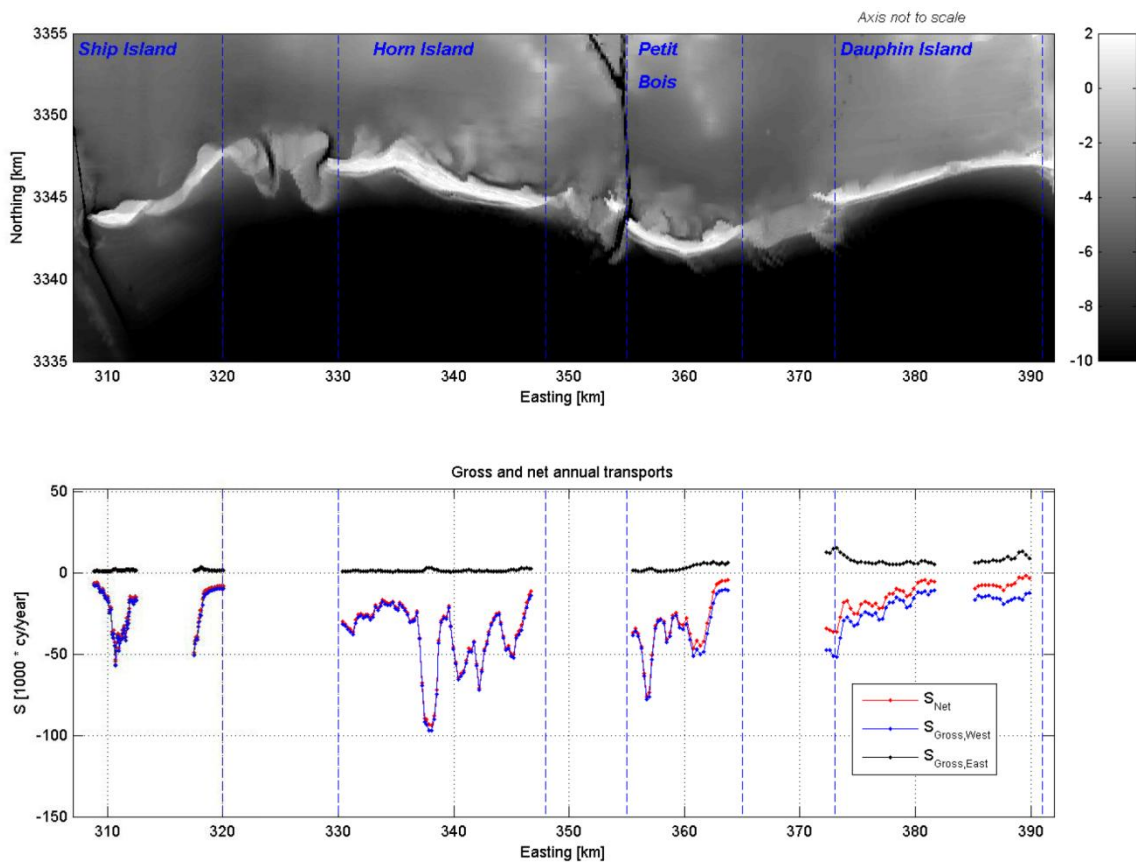 Axis not to scale
Ship Island
Horn Island
Petit
Bois
Dauphin Island
3355
3350
3345
3340
3335
Northing [km]
310
320
330
340
350
360
370
380
390
Easting [km]
2
0
-2
-4
-6
-8
-10
Gross and net annual transports
50
0
-50
-100
-150
S [1000 * cy/year]
S_Net
S_Gross,West
S_Gross,East
310
320
330
340
350
360
370
380
390
Easting [km]